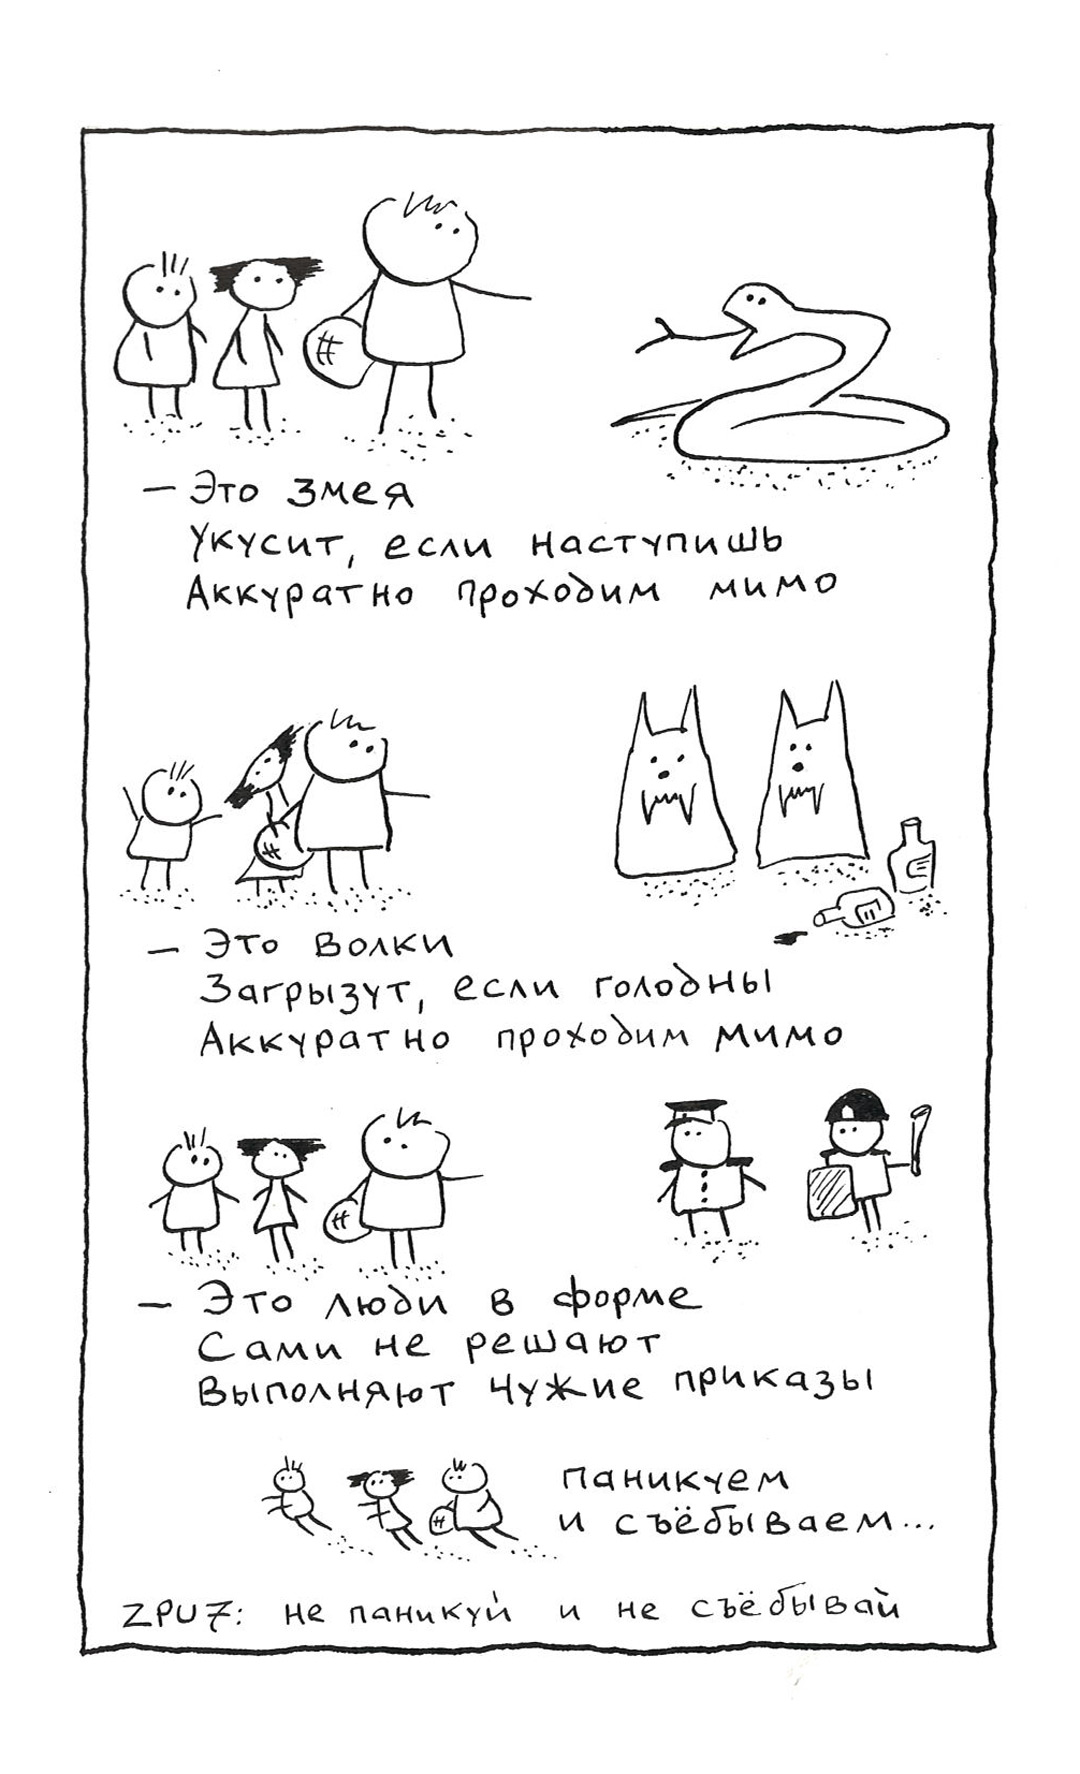 – Это змея
Укусит, если наступишь
Аккуратно проходим мимо
– Это волки
Загрызут, если голодны
Аккуратно проходим мимо
– Это люди в форме
Сами не решают
Выполняют чужие приказы
паникуем
и съёбываем...
ZPU7: не паникуй и не съёбывай